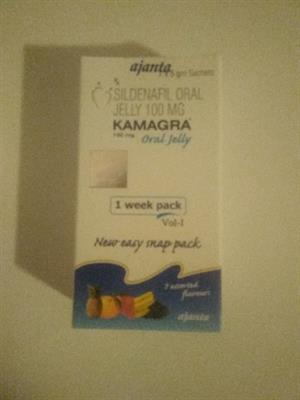 ajanta
7 x 5 gm Sachets
SILDENAFIL ORAL
JELLY 100 MG
KAMAGRA
100 mg Oral Jelly
1 week pack
Vol-I
New easy snap pack
7 assorted
flavours
ajanta